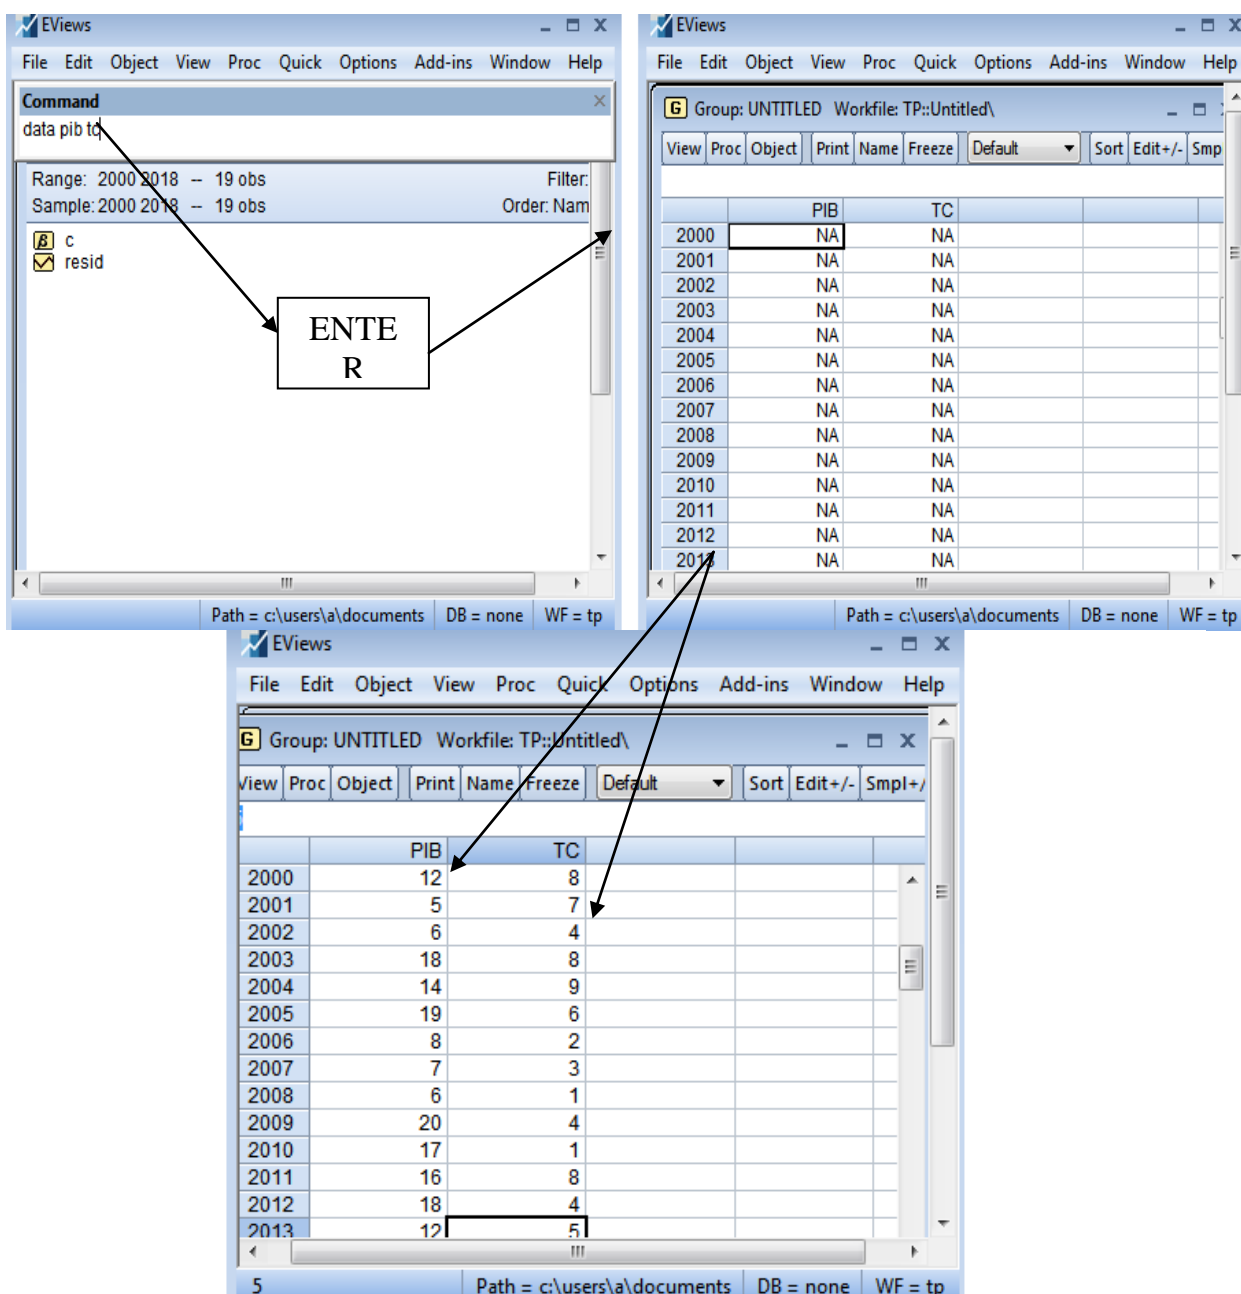 EViews
File Edit Object View Proc Quick Options Add-ins Window Help
Command
data pib tc
Range: 2000 2018 -- 19 obs Filter:
Sample: 2000 2018 -- 19 obs Order: Nam
c
resid
ENTE
R
Path = c:\users\a\documents DB = none WF = tp
EViews
File Edit Object View Proc Quick Options Add-ins Window Help
G Group: UNTITLED Workfile: TP::Untitled\
View Proc Object Print Name Freeze Default Sort Edit+/- Smp
PIB TC
2000 NA NA
2001 NA NA
2002 NA NA
2003 NA NA
2004 NA NA
2005 NA NA
2006 NA NA
2007 NA NA
2008 NA NA
2009 NA NA
2010 NA NA
2011 NA NA
2012 NA NA
2013 NA NA
Path = c:\users\a\documents DB = none WF = tp
EViews
File Edit Object View Proc Quick Options Add-ins Window Help
G Group: UNTITLED Workfile: TP::Untitled\
View Proc Object Print Name Freeze Default Sort Edit+/- Smpl+/
PIB TC
2000 12 8
2001 5 7
2002 6 4
2003 18 8
2004 14 9
2005 19 6
2006 8 2
2007 7 3
2008 6 1
2009 20 4
2010 17 1
2011 16 8
2012 18 4
2013 12 5
5 Path = c:\users\a\documents DB = none WF = tp